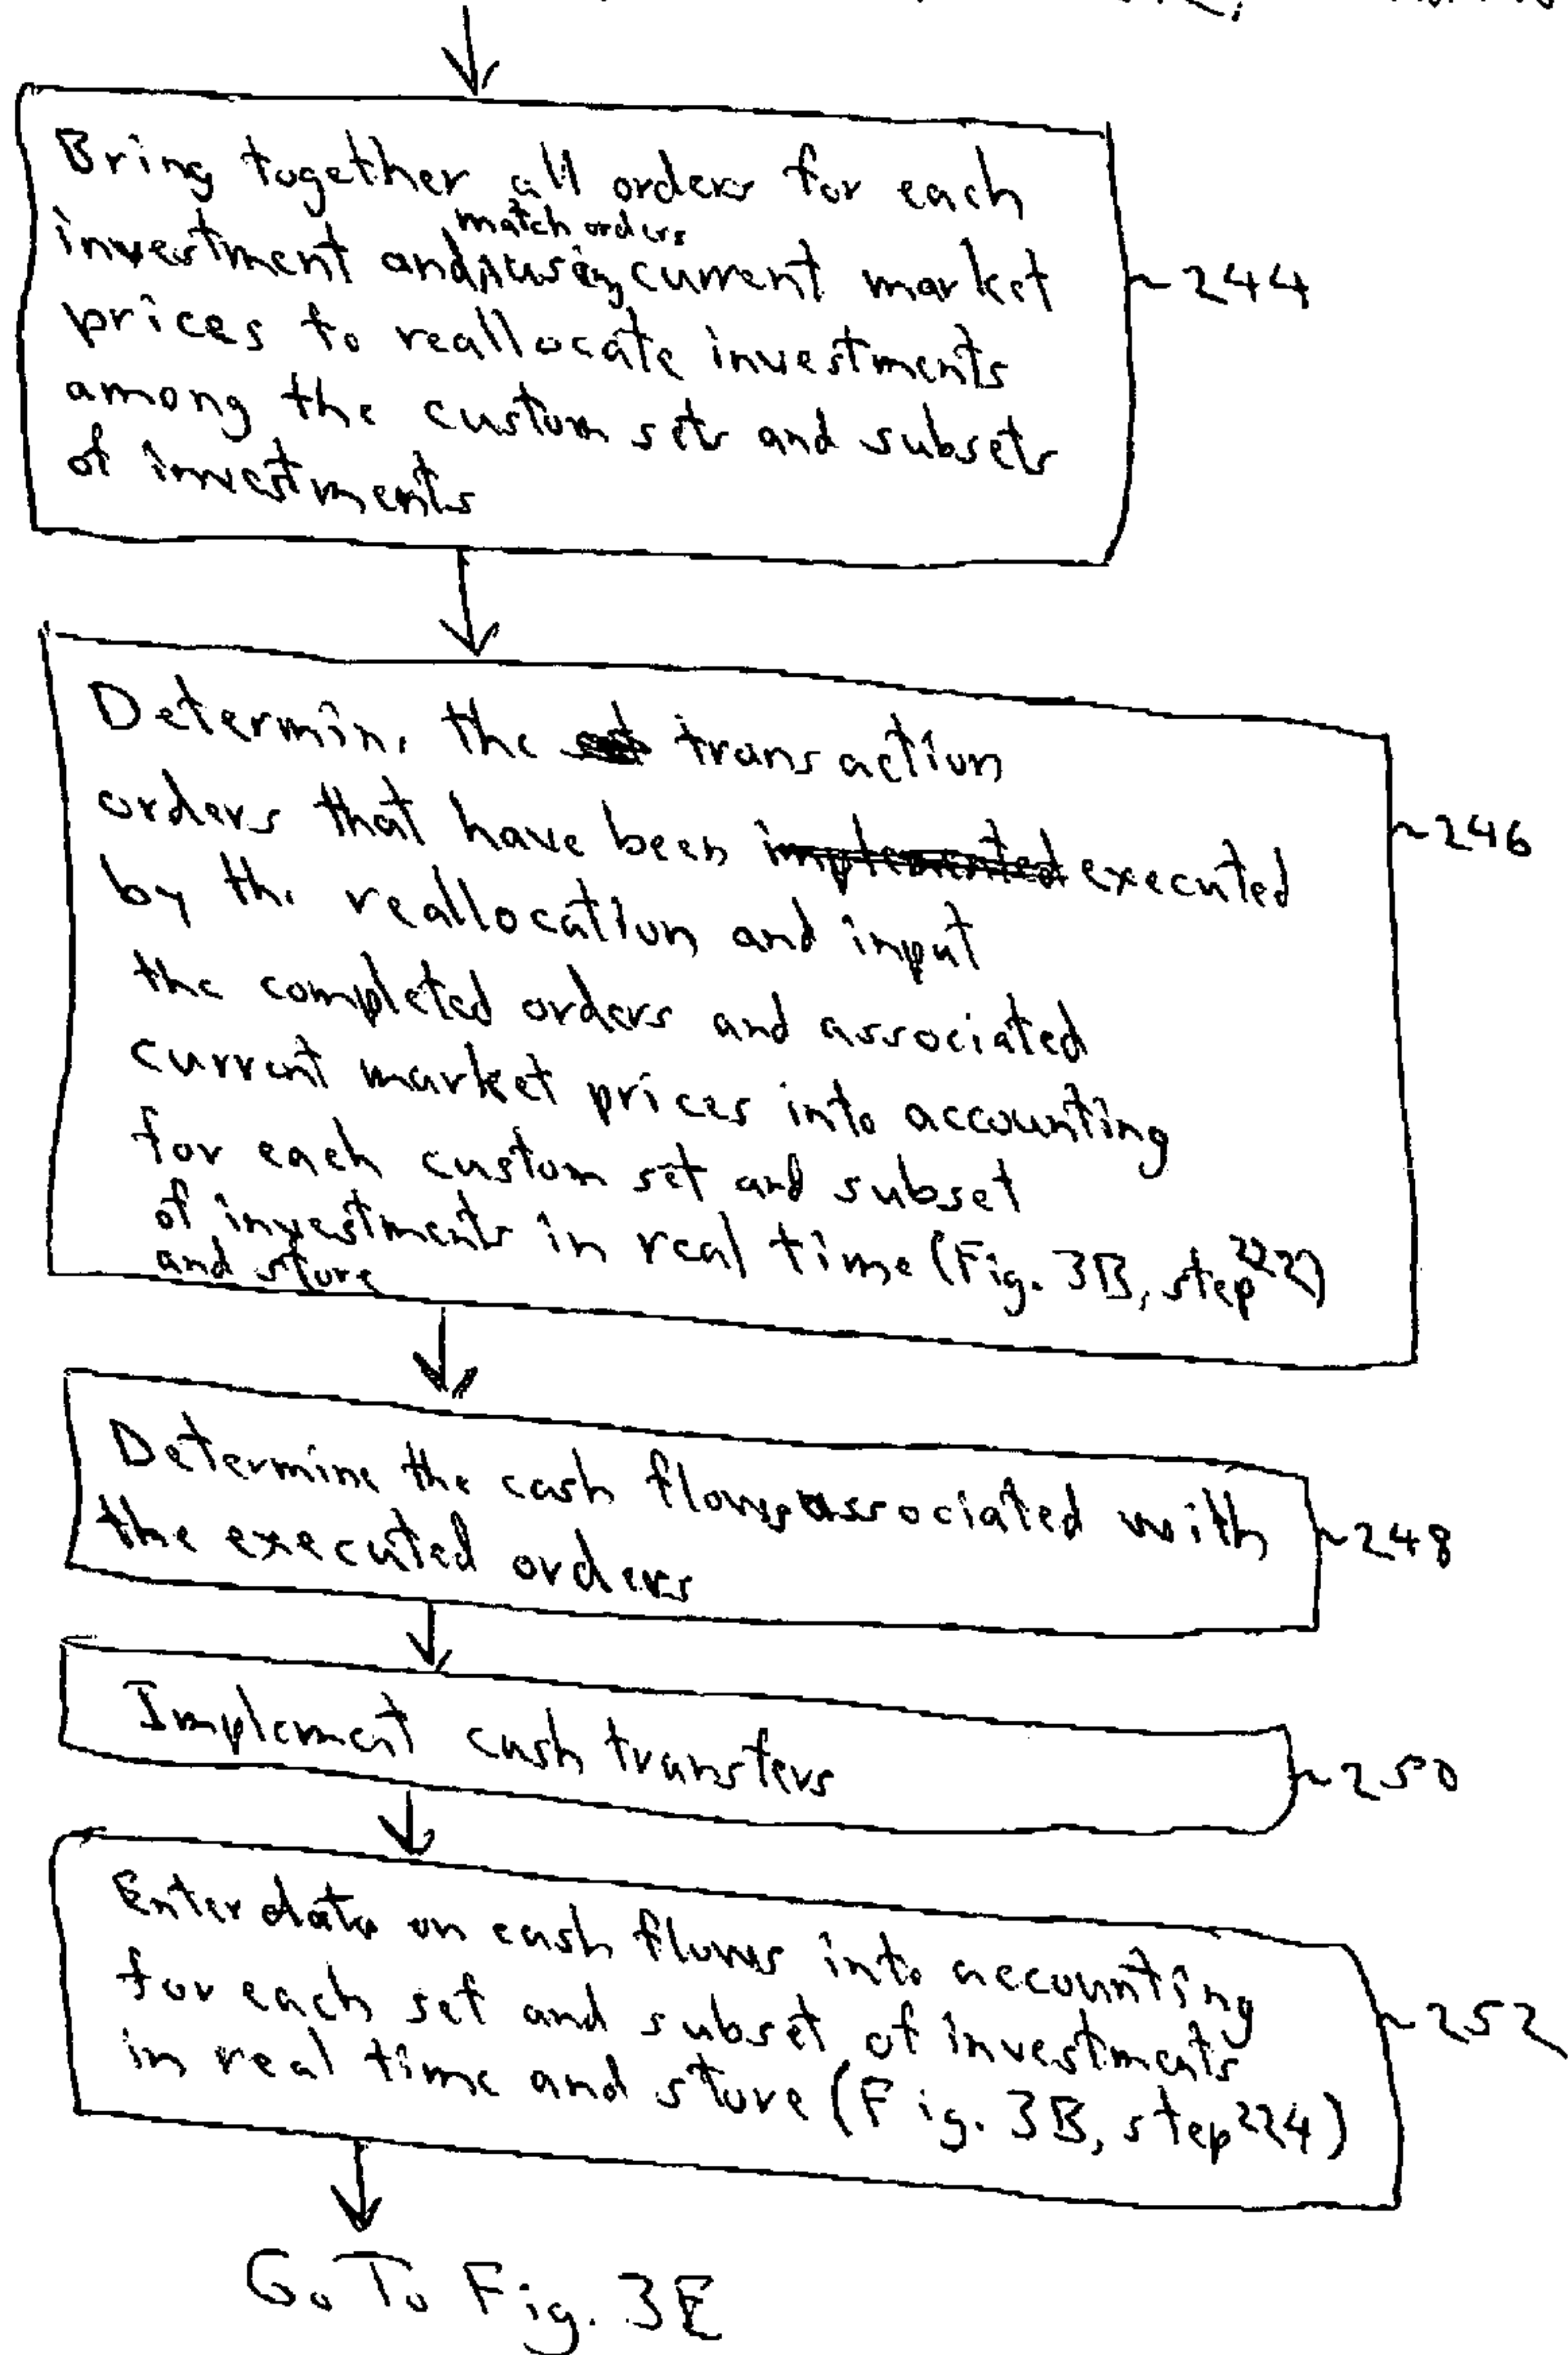 Bring together all orders for each
match orders
investment and ∧ using current market
prices to reallocate investments
among the custom sets and subsets
of investments
~244
Determine the transaction
orders that have been implemented executed
by the reallocation and input
the completed orders and associated
current market prices into accounting
for each custom set and subset
of investments in real time (Fig. 3B, step 222)
and store
~246
Determine the cash flows associated with
the executed orders
~248
Implement cash transfers
~250
Enter data on cash flows into accounting
for each set and subset of investments
in real time and store (Fig. 3B, step 224)
~252
Go To Fig. 3E